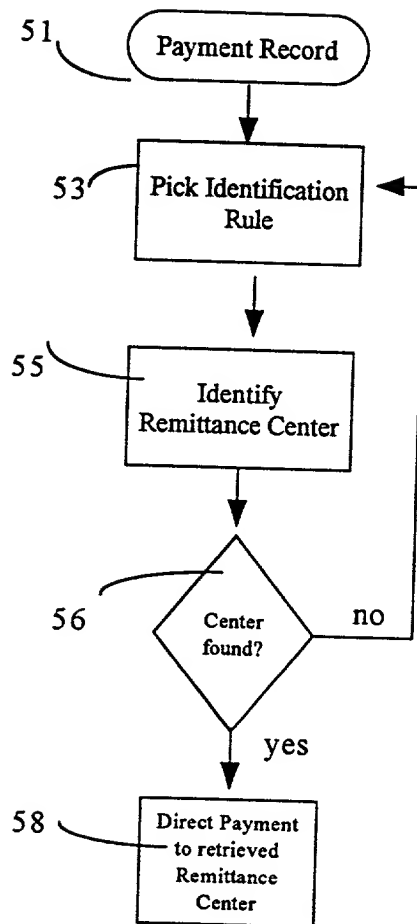 51
Payment Record
53
Pick Identification
Rule
55
Identify
Remittance Center
56
Center
found?
no
yes
58
Direct Payment
to retrieved
Remittance
Center